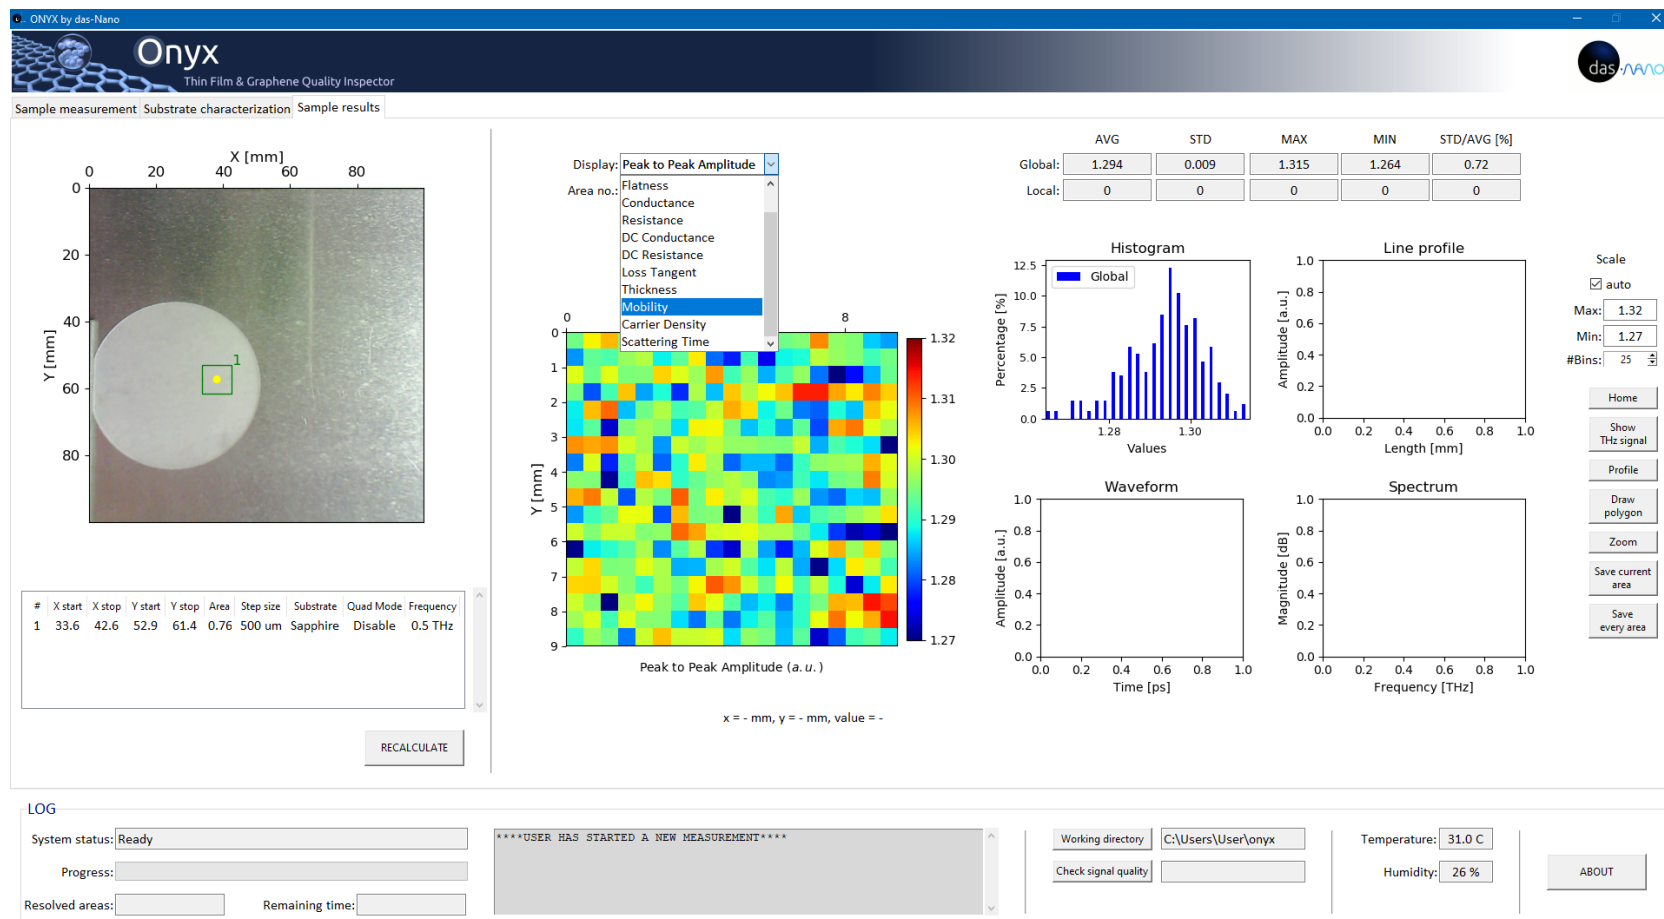 ONYX by das-Nano
Onyx
Thin Film & Graphene Quality Inspector
das-NANO
Sample measurement Substrate characterization Sample results
X [mm]
0 20 40 60 80
0
20
40
60
80
Y [mm]
1
# X start X stop Y start Y stop Area Step size Substrate Quad Mode Frequency
1 33.6 42.6 52.9 61.4 0.76 500 um Sapphire Disable 0.5 THz
RECALCULATE
Display: Peak to Peak Amplitude
Area no.:
Flatness
Conductance
Resistance
DC Conductance
DC Resistance
Loss Tangent
Thickness
Mobility
Carrier Density
Scattering Time
0 8
0
1
2
3
4
5
6
7
8
9
Y [mm]
1.32
1.31
1.30
1.29
1.28
1.27
Peak to Peak Amplitude (a.u.)
x = - mm, y = - mm, value = -
AVG STD MAX MIN STD/AVG [%]
Global: 1.294 0.009 1.315 1.264 0.72
Local: 0 0 0 0 0
Histogram
Global
12.5
10.0
7.5
5.0
2.5
0.0
Percentage [%]
1.28 1.30
Values
Line profile
1.0
0.8
0.6
0.4
0.2
0.0
Amplitude [a.u.]
0.0 0.2 0.4 0.6 0.8 1.0
Length [mm]
Waveform
1.0
0.8
0.6
0.4
0.2
0.0
Amplitude [a.u.]
0.0 0.2 0.4 0.6 0.8 1.0
Time [ps]
Spectrum
1.0
0.8
0.6
0.4
0.2
0.0
Magnitude [dB]
0.0 0.2 0.4 0.6 0.8 1.0
Frequency [THz]
Scale
auto
Max: 1.32
Min: 1.27
#Bins: 25
Home
Show
THz signal
Profile
Draw
polygon
Zoom
Save current
area
Save
every area
LOG
System status: Ready
Progress:
Resolved areas: Remaining time:
****USER HAS STARTED A NEW MEASUREMENT****
Working directory C:\Users\User\onyx
Check signal quality
Temperature: 31.0 C
Humidity: 26 %
ABOUT